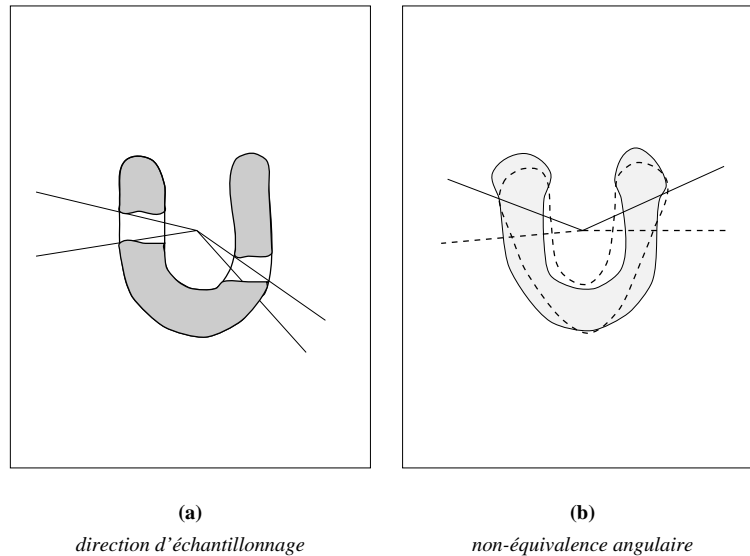 (a)
direction d'échantillonnage
(b)
non-équivalence angulaire